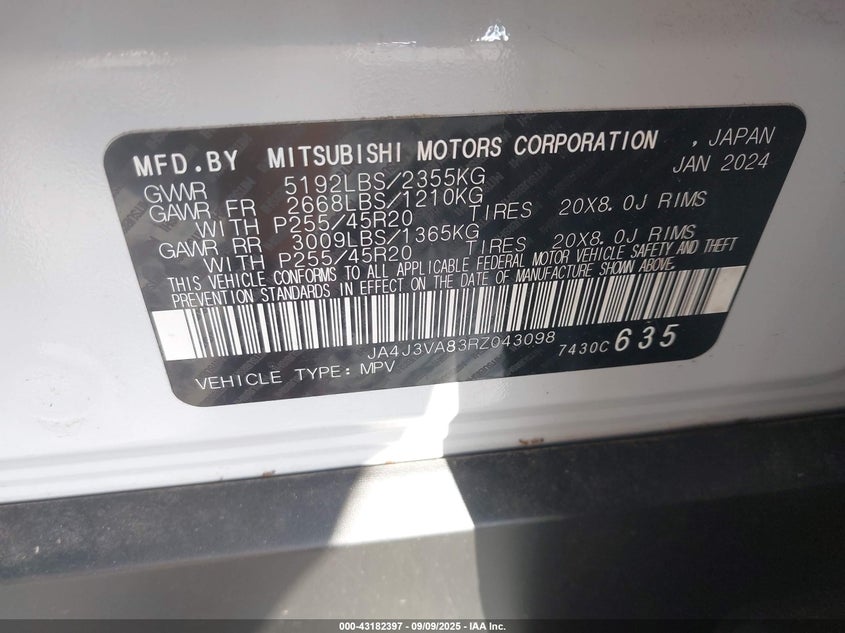 MFD.BY MITSUBISHI MOTORS CORPORATION , JAPAN
JAN 2024
GVWR 5192LBS/2355KG
GAWR FR 2668LBS/1210KG
WITH P255/45R20 TIRES 20X8.0J RIMS
GAWR RR 3009LBS/1365KG
WITH P255/45R20 TIRES 20X8.0J RIMS
THIS VEHICLE CONFORMS TO ALL APPLICABLE FEDERAL MOTOR VEHICLE SAFETY AND THEFT
PREVENTION STANDARDS IN EFFECT ON THE DATE OF MANUFACTURE SHOWN ABOVE.
JA4J3VA83RZ043098
7430C 635
VEHICLE TYPE: MPV
000-43182397 - 09/09/2025 - IAA Inc.